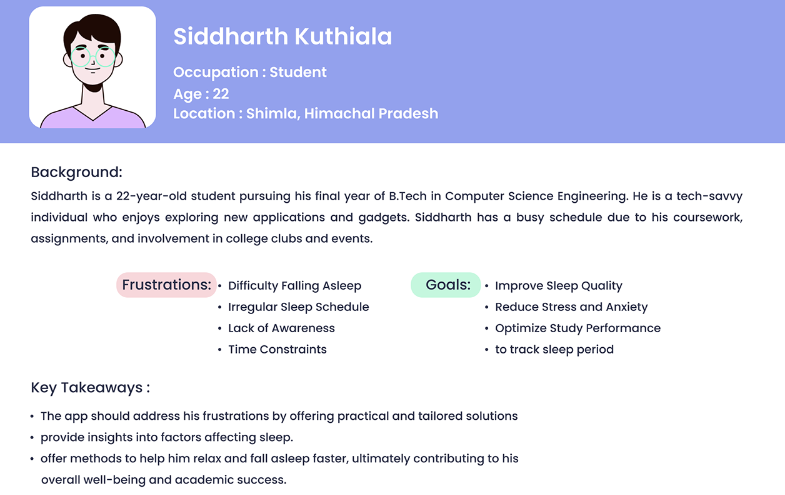 Siddharth Kuthiala
Occupation : Student
Age : 22
Location : Shimla, Himachal Pradesh
Background:
Siddharth is a 22-year-old student pursuing his final year of B.Tech in Computer Science Engineering. He is a tech-savvy
individual who enjoys exploring new applications and gadgets. Siddharth has a busy schedule due to his coursework,
assignments, and involvement in college clubs and events.
Frustrations:
• Difficulty Falling Asleep
• Irregular Sleep Schedule
• Lack of Awareness
• Time Constraints
Goals:
• Improve Sleep Quality
• Reduce Stress and Anxiety
• Optimize Study Performance
• to track sleep period
Key Takeaways :
• The app should address his frustrations by offering practical and tailored solutions
• provide insights into factors affecting sleep.
• offer methods to help him relax and fall asleep faster, ultimately contributing to his
overall well-being and academic success.